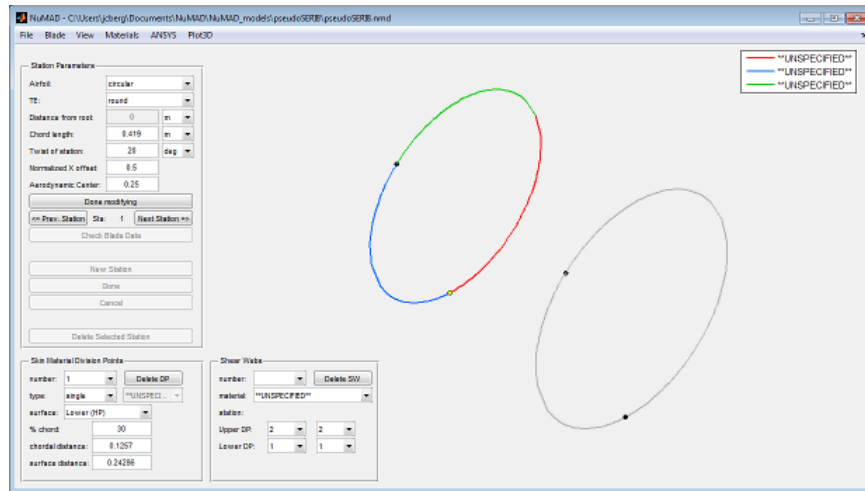 NuMAD - C:\Users\jcberg\Documents\NuMAD\NuMAD_models\pseudoSERI8\pseudoSERI8.nmd
File Blade View Materials ANSYS Plot3D
**UNSPECIFIED**
**UNSPECIFIED**
**UNSPECIFIED**
Station Parameters
Airfoil: circular
TE: round
Distance from root: 0 m
Chord length: 0.419 m
Twist of station: 20 deg
Normalized X offset: 0.5
Aerodynamic Center: 0.25
Done modifying
<= Prev. Station Sta: 1 Next Station =>
Check Blade Data
New Station
Done
Cancel
Delete Selected Station
Skin Material Division Points
number: 1 Delete DP
type: single **UNSPECI...
surface: Lower (HP)
% chord: 30
chordal distance: 0.1257
surface distance: 0.24286
Shear Webs
number: Delete SW
material: **UNSPECIFIED**
station:
Upper DP: 2 2
Lower DP: 1 1